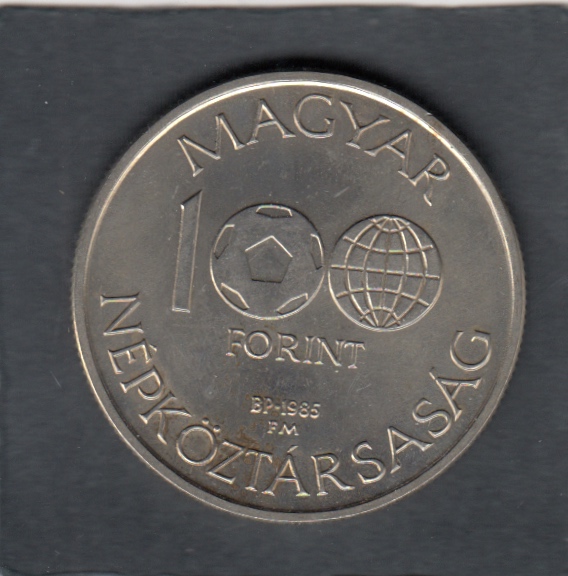 MAGYAR
100
FORINT
BP·1985
FM
NÉPKÖZTÁRSASÁG